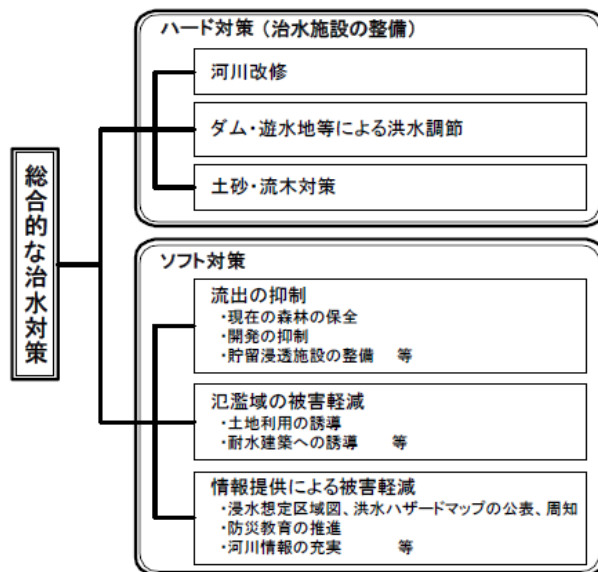 総合的な治水対策
ハード対策（治水施設の整備）
河川改修
ダム・遊水地等による洪水調節
土砂・流木対策
ソフト対策
流出の抑制
・現在の森林の保全
・開発の抑制
・貯留浸透施設の整備　等
氾濫域の被害軽減
・土地利用の誘導
・耐水建築への誘導　等
情報提供による被害軽減
・浸水想定区域図、洪水ハザードマップの公表、周知
・防災教育の推進
・河川情報の充実　等